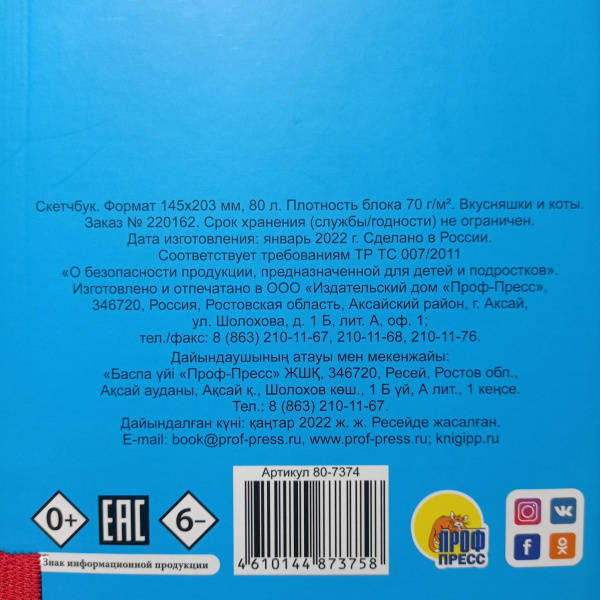 Скетчбук. Формат 145х203 мм, 80 л. Плотность блока 70 г/м². Вкусняшки и коты.
Заказ № 220162. Срок хранения (службы/годности) не ограничен.
Дата изготовления: январь 2022 г. Сделано в России.
Соответствует требованиям ТР ТС 007/2011
«О безопасности продукции, предназначенной для детей и подростков».
Изготовлено и отпечатано в ООО «Издательский дом «Проф-Пресс»,
346720, Россия, Ростовская область, Аксайский район, г. Аксай,
ул. Шолохова, д. 1 Б, лит. А, оф. 1;
тел./факс: 8 (863) 210-11-67, 210-11-68, 210-11-76.
Дайындаушының атауы мен мекенжайы:
«Баспа үйі «Проф-Пресс» ЖШҚ, 346720, Ресей, Ростов обл.,
Ақсай ауданы, Ақсай қ., Шолохов көш., 1 Б үй, А лит., 1 кеңсе.
Тел.: 8 (863) 210-11-67.
Дайындалған күні: қаңтар 2022 ж. ж. Ресейде жасалған.
E-mail: book@prof-press.ru, www.prof-press.ru; knigipp.ru
Артикул 80-7374
0+ EAC 6–
Знак информационной продукции
4610144873758
ПРОФ
ПРЕСС